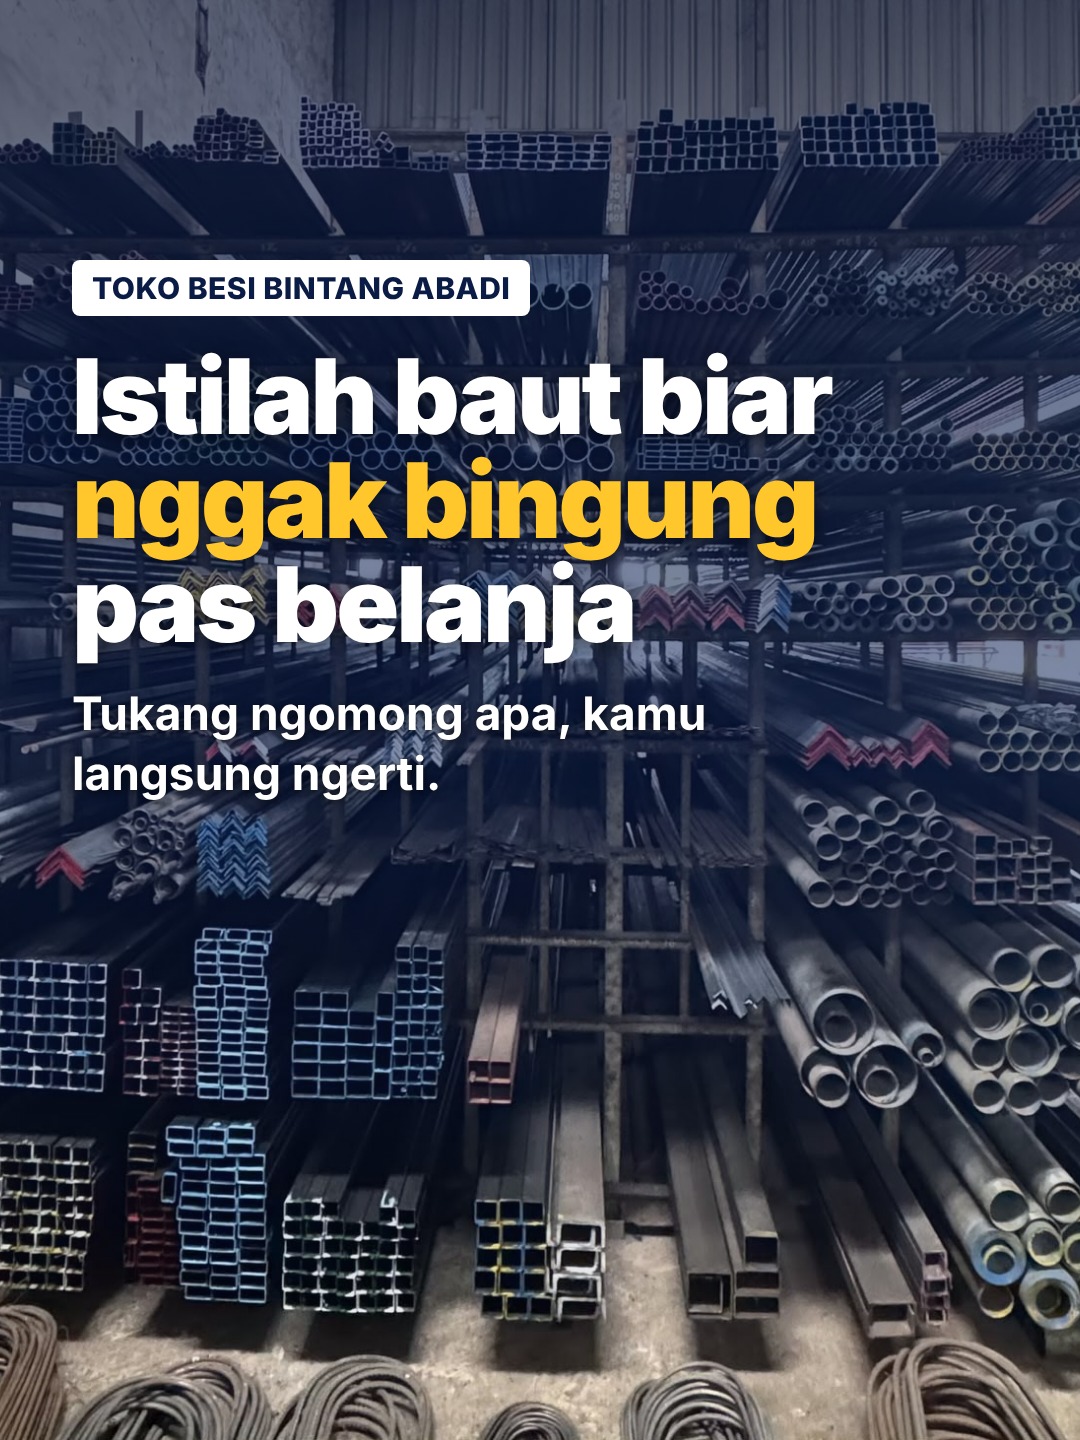 TOKO BESI BINTANG ABADI
Istilah baut biar
nggak bingung
pas belanja
Tukang ngomong apa, kamu
langsung ngerti.